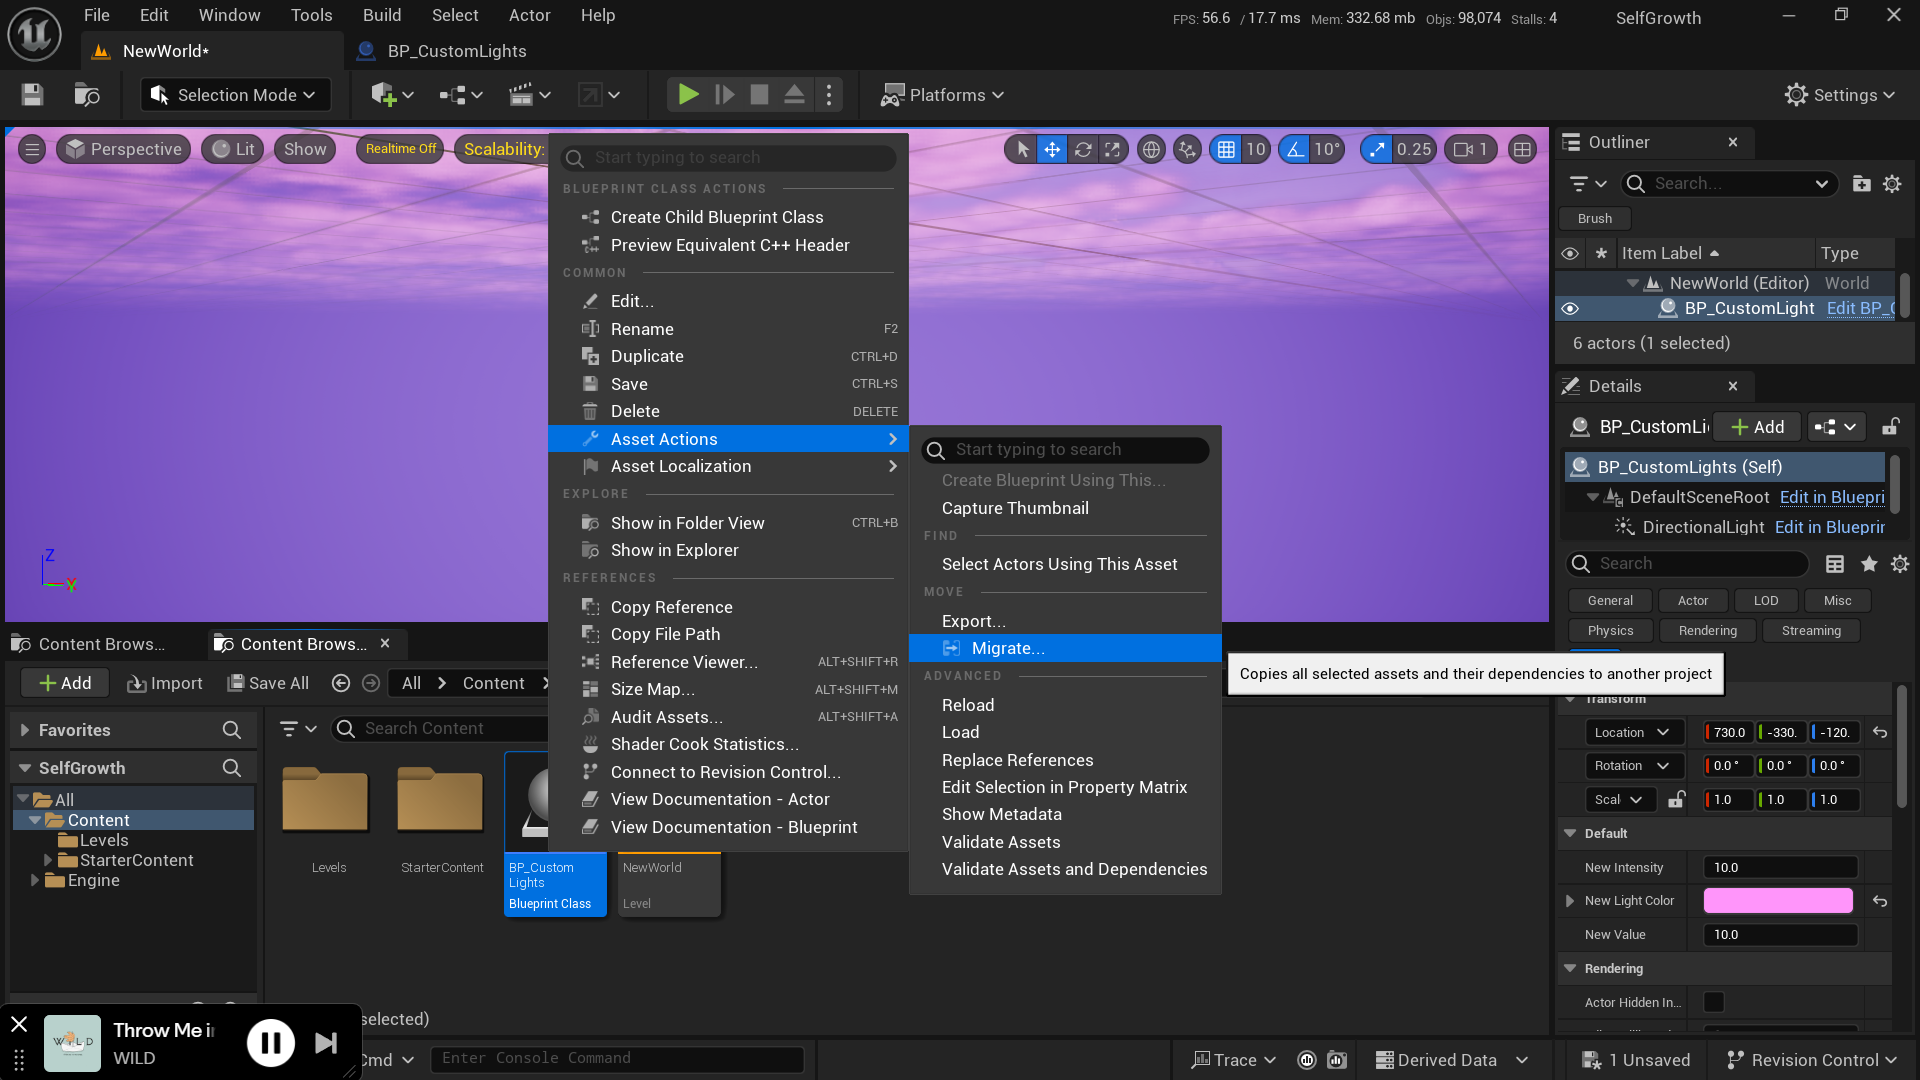 File Edit Window Tools Build Select Actor Help
FPS: 56.6 / 17.7 ms Mem: 332.68 mb Objs: 98,074 Stalls: 4 SelfGrowth
NewWorld* BP_CustomLights
Selection Mode Platforms Settings
Perspective Lit Show Realtime Off Scalability:
10 10° 0.25 1
Start typing to search
BLUEPRINT CLASS ACTIONS
Create Child Blueprint Class
Preview Equivalent C++ Header
COMMON
Edit...
Rename F2
Duplicate CTRL+D
Save CTRL+S
Delete DELETE
Asset Actions
Asset Localization
EXPLORE
Show in Folder View CTRL+B
Show in Explorer
REFERENCES
Copy Reference
Copy File Path
Reference Viewer... ALT+SHIFT+R
Size Map... ALT+SHIFT+M
Audit Assets... ALT+SHIFT+A
Shader Cook Statistics...
Connect to Revision Control...
View Documentation - Actor
View Documentation - Blueprint
Start typing to search
Create Blueprint Using This...
Capture Thumbnail
FIND
Select Actors Using This Asset
MOVE
Export...
Migrate...
ADVANCED
Reload
Load
Replace References
Edit Selection in Property Matrix
Show Metadata
Validate Assets
Validate Assets and Dependencies
Copies all selected assets and their dependencies to another project
Z
Y
Outliner
Search...
Brush
Item Label Type
NewWorld (Editor) World
BP_CustomLight Edit BP_C
6 actors (1 selected)
Details
BP_CustomLi Add
BP_CustomLights (Self)
DefaultSceneRoot Edit in Bluepri
DirectionalLight Edit in Blueprir
Search
General Actor LOD Misc
Physics Rendering Streaming
Transform
Location 730.0 -330. -120.
Rotation 0.0° 0.0° 0.0°
Scal 1.0 1.0 1.0
Default
New Intensity 10.0
New Light Color
New Value 10.0
Rendering
Actor Hidden In...
Content Brows... Content Brows...
Add Import Save All All Content
Favorites
SelfGrowth
All
Content
Levels
StarterContent
Engine
Search Content
Levels
StarterContent
BP_Custom
Lights
Blueprint Class
NewWorld
Level
selected)
Throw Me i
WILD
WILD
Cmd Enter Console Command
Trace Derived Data 1 Unsaved Revision Control